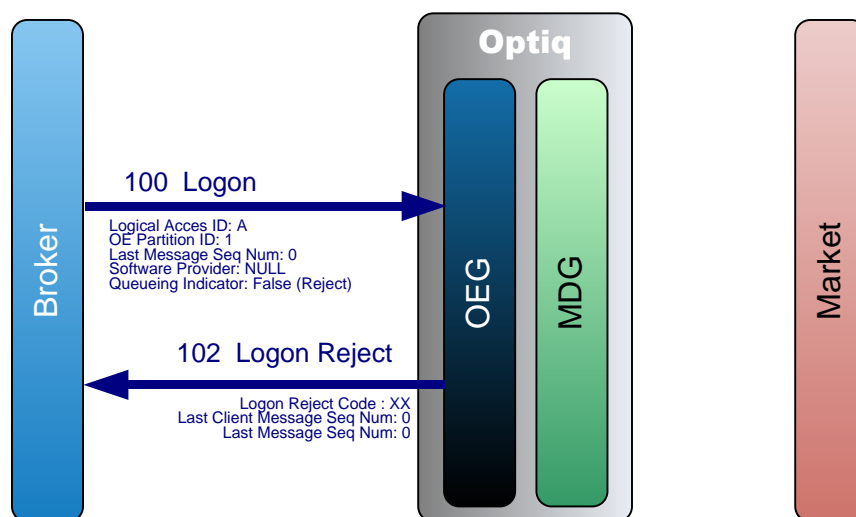 Optiq
100 Logon
Logical Acces ID: A
OE Partition ID: 1
Last Message Seq Num: 0
Software Provider: NULL
Queueing Indicator: False (Reject)
102 Logon Reject
Logon Reject Code : XX
Last Client Message Seq Num: 0
Last Message Seq Num: 0
Broker
OEG
MDG
Market